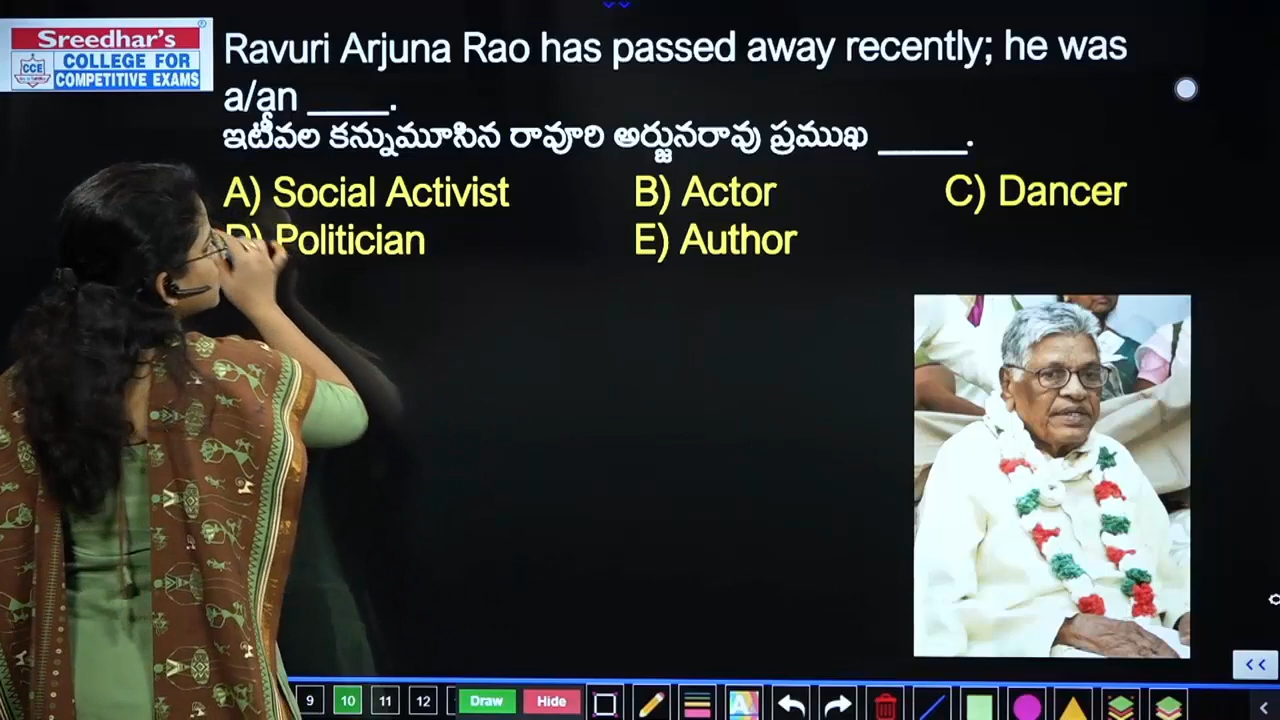 Sreedhar's
CCE
COLLEGE FOR
COMPETITIVE EXAMS
Ravuri Arjuna Rao has passed away recently; he was
a/an ____.
ఇటీవల కన్నుమూసిన రావూరి అర్జునరావు ప్రముఖ _____.
A) Social Activist B) Actor C) Dancer
D) Politician E) Author
9 10 11 12 Draw Hide